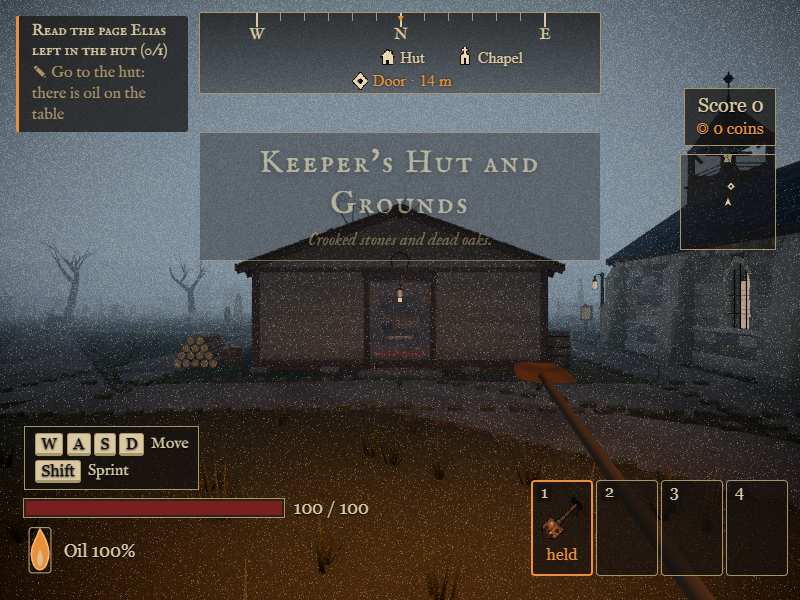 Read the page Elias
left in the hut (0/1)
Go to the hut:
there is oil on the
table
W N E
Hut Chapel
Door · 14 m
Score 0
0 coins
Keeper's Hut and
Grounds
Crooked stones and dead oaks.
W A S D Move
Shift Sprint
100 / 100
Oil 100%
1 2 3 4
held